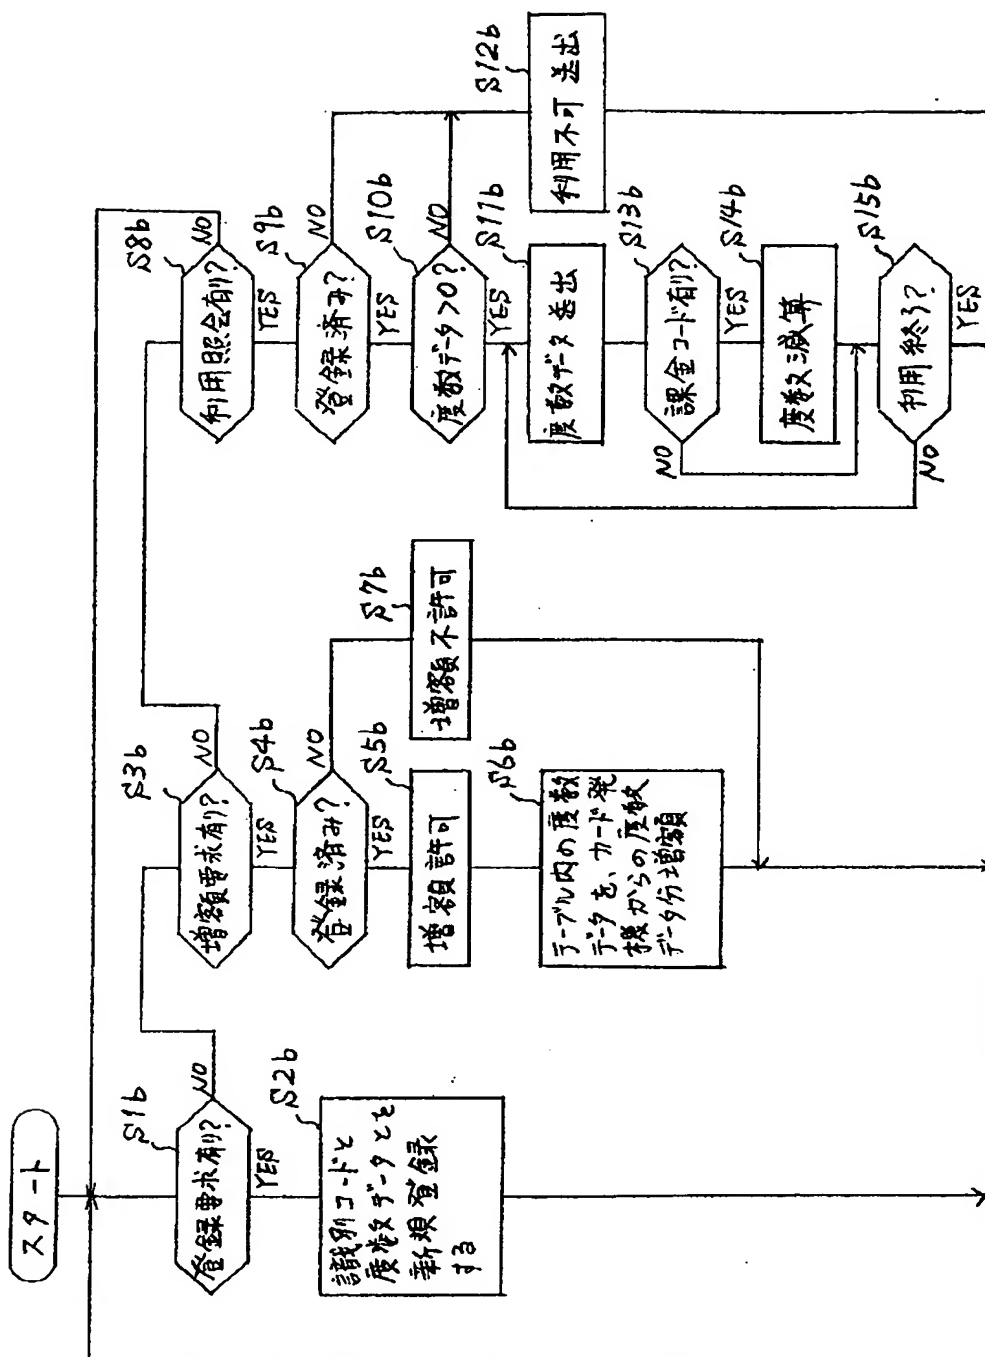 スタート
S1b
登録要求有り?
NO
YES
S2b
識別コードと
度数データとを
新規登録
する
S3b
増額要求有り?
NO
YES
S4b
登録済み?
NO
YES
S5b
増額許可
S7b
増額不許可
S6b
テーブル内の度数
データを、カード発
機からの度数
データ分増額
S8b
利用照会有り?
NO
YES
S9b
登録済み?
NO
YES
S10b
度数データ>0?
NO
YES
S11b
度数データ送出
S12b
利用不可送出
S13b
課金コード有り?
NO
YES
S14b
度数減算
S15b
利用終了?
NO
YES